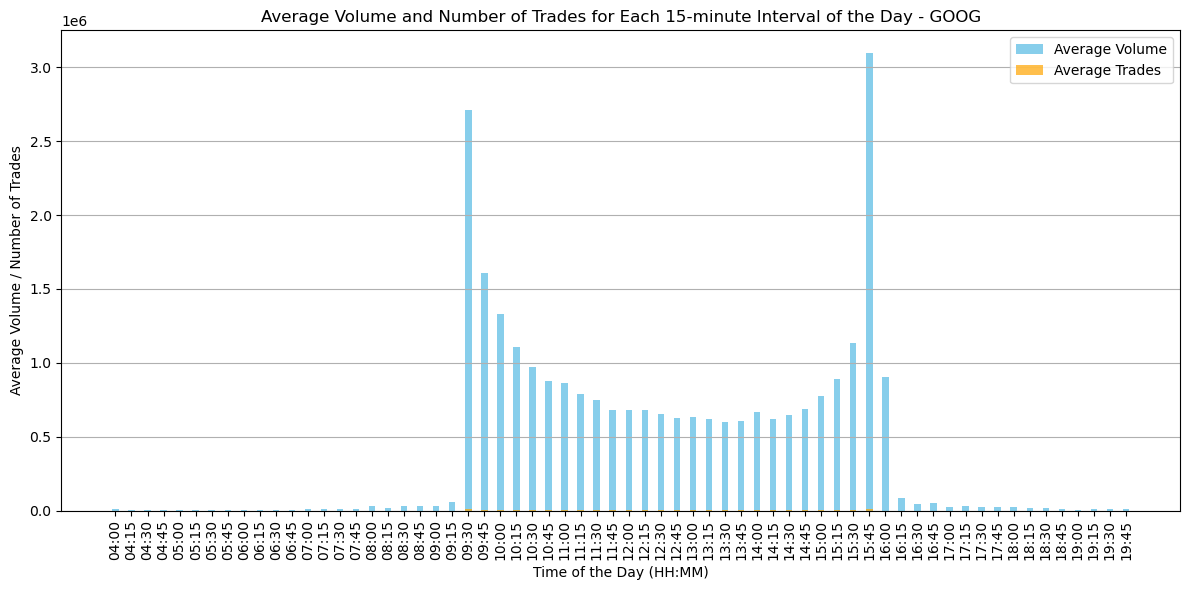 Average Volume and Number of Trades for Each 15-minute Interval of the Day - GOOG
1e6
Average Volume
Average Trades
3.0
2.5
2.0
1.5
1.0
0.5
0.0
Average Volume / Number of Trades
04:00 04:15 04:30 04:45 05:00 05:15 05:30 05:45 06:00 06:15 06:30 06:45 07:00 07:15 07:30 07:45 08:00 08:15 08:30 08:45 09:00 09:15 09:30 09:45 10:00 10:15 10:30 10:45 11:00 11:15 11:30 11:45 12:00 12:15 12:30 12:45 13:00 13:15 13:30 13:45 14:00 14:15 14:30 14:45 15:00 15:15 15:30 15:45 16:00 16:15 16:30 16:45 17:00 17:15 17:30 17:45 18:00 18:15 18:30 18:45 19:00 19:15 19:30 19:45
Time of the Day (HH:MM)